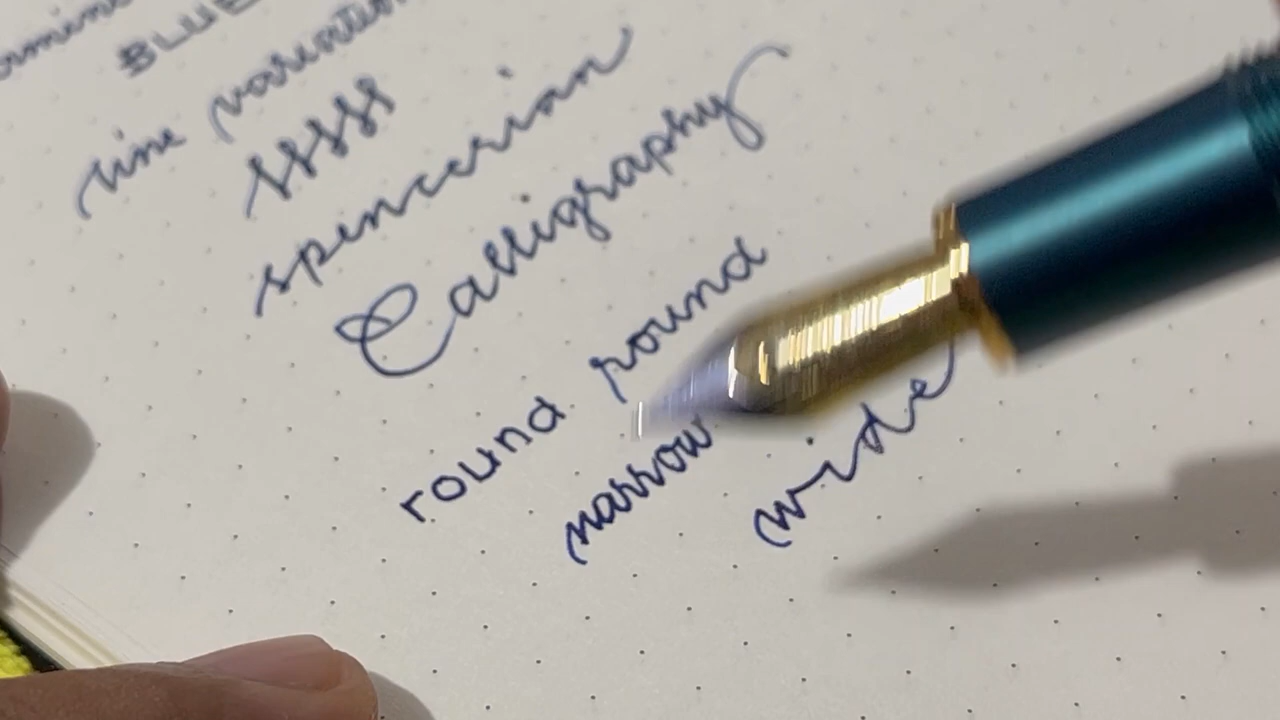 BLUE
line variation
spencerian
Calligraphy
round round
narrow wide